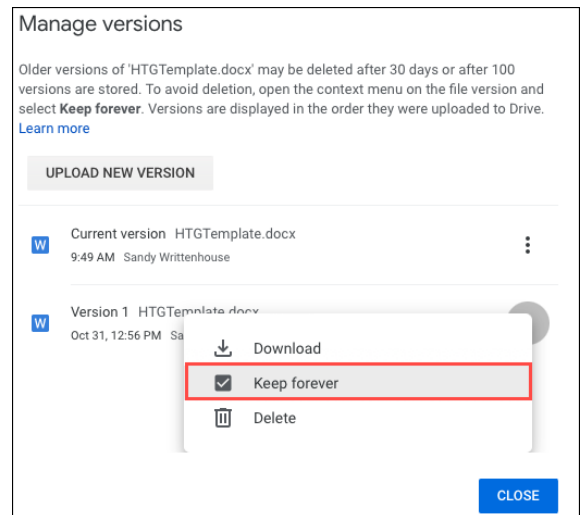 Manage versions
Older versions of 'HTGTemplate.docx' may be deleted after 30 days or after 100
versions are stored. To avoid deletion, open the context menu on the file version and
select Keep forever. Versions are displayed in the order they were uploaded to Drive.
Learn more
UPLOAD NEW VERSION
W Current version HTGTemplate.docx
9:49 AM Sandy Writtenhouse
W Version 1 HTGTemplate.docx
Oct 31, 12:56 PM Sa
Download
Keep forever
Delete
CLOSE